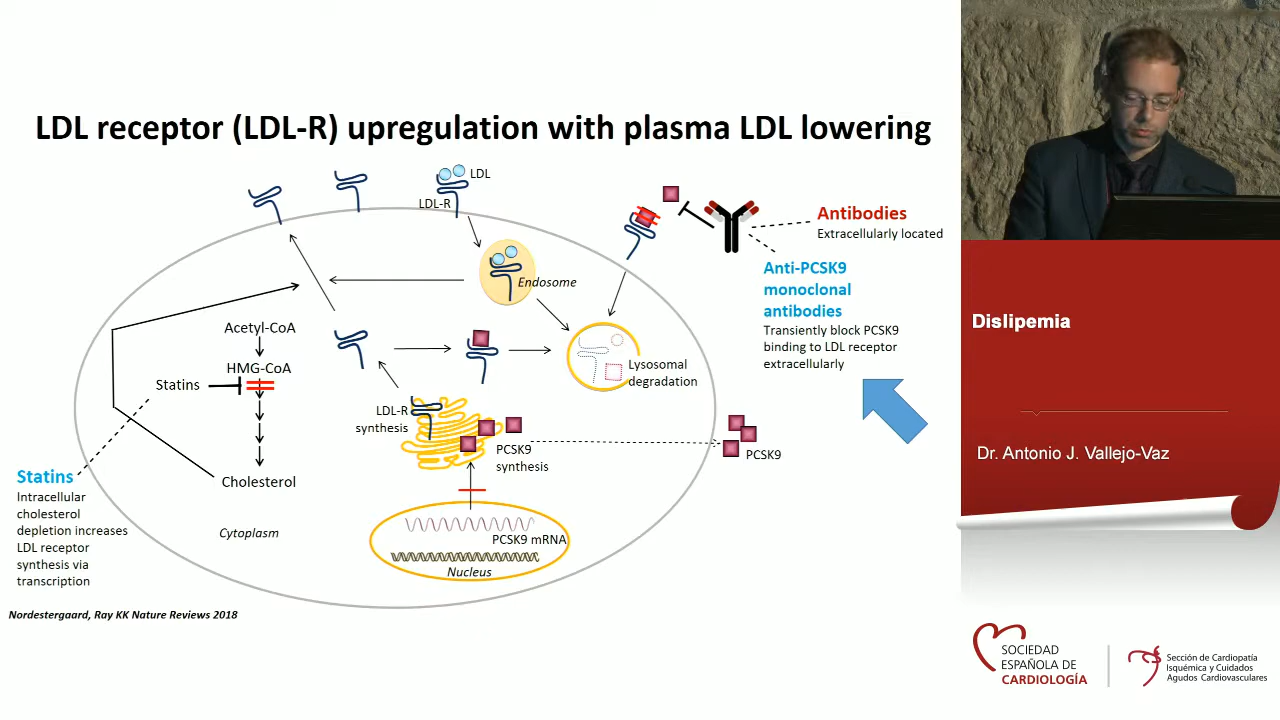 LDL receptor (LDL-R) upregulation with plasma LDL lowering
LDL
LDL-R
Endosome
Antibodies
Extracellularly located
Anti-PCSK9
monoclonal
antibodies
Transiently block PCSK9
binding to LDL receptor
extracellularly
Acetyl-CoA
HMG-CoA
Statins
Cholesterol
Lysosomal
degradation
LDL-R
synthesis
PCSK9
synthesis
PCSK9
Statins
Intracellular
cholesterol
depletion increases
LDL receptor
synthesis via
transcription
Cytoplasm
PCSK9 mRNA
Nucleus
Nordestergaard, Ray KK Nature Reviews 2018
Dislipemia
Dr. Antonio J. Vallejo-Vaz
SOCIEDAD
ESPAÑOLA DE
CARDIOLOGÍA
Sección de Cardiopatía
Isquémica y Cuidados
Agudos Cardiovasculares